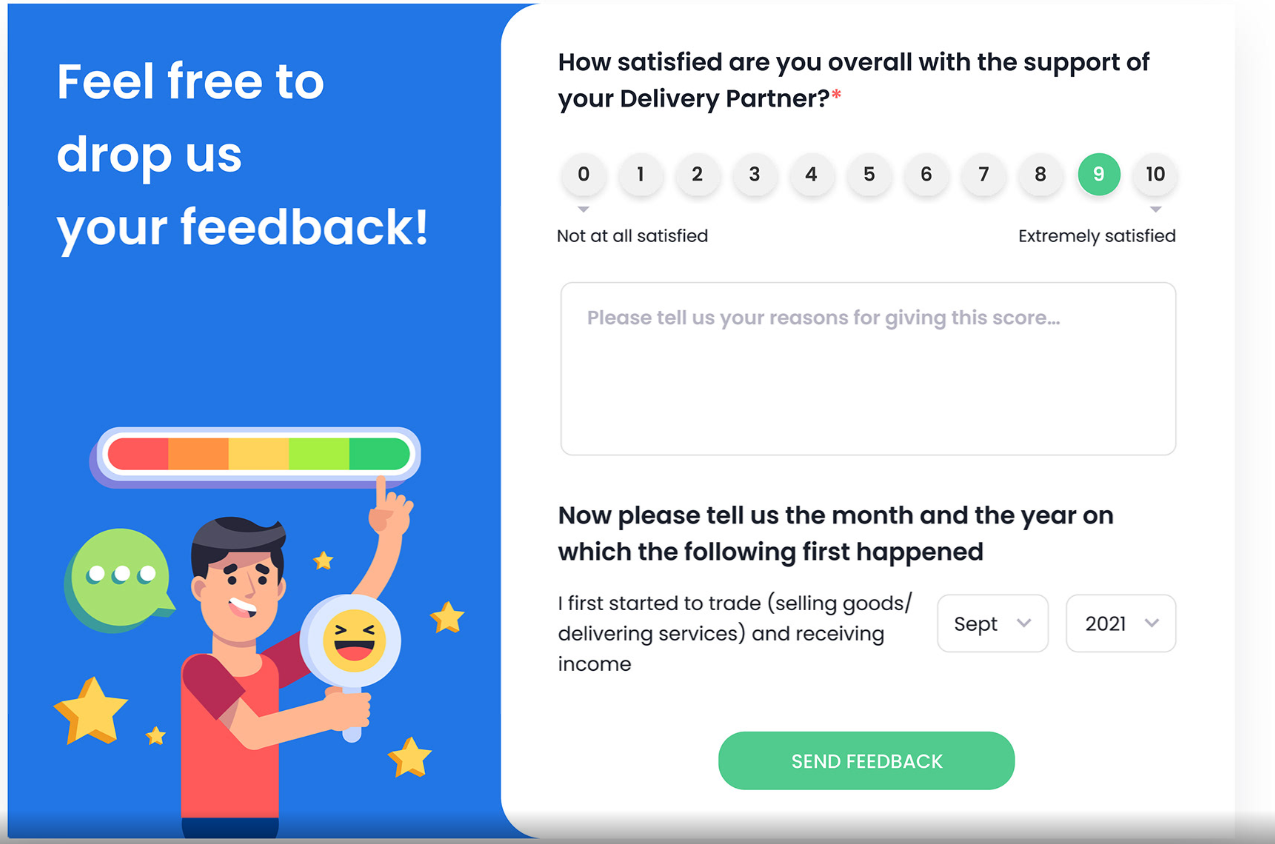 Feel free to
drop us
your feedback!
How satisfied are you overall with the support of
your Delivery Partner?*
0 1 2 3 4 5 6 7 8 9 10
Not at all satisfied Extremely satisfied
Please tell us your reasons for giving this score...
Now please tell us the month and the year on
which the following first happened
I first started to trade (selling goods/
delivering services) and receiving
income
Sept 2021
SEND FEEDBACK